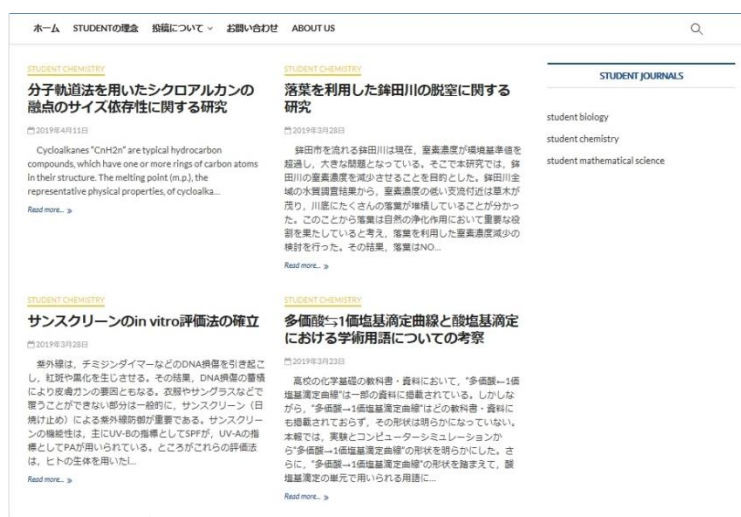 ホーム STUDENTの理念 投稿について お問い合わせ ABOUT US
STUDENT CHEMISTRY
分子軌道法を用いたシクロアルカンの
融点のサイズ依存性に関する研究
2019年4月11日
Cycloalkanes "CnH2n" are typical hydrocarbon
compounds, which have one or more rings of carbon atoms
in their structure. The melting point (m.p.), the
representative physical properties, of cycloalka...
Read more...
STUDENT CHEMISTRY
落葉を利用した鉾田川の脱窒に関する
研究
2019年3月28日
鉾田市を流れる鉾田川は現在，窒素濃度が環境基準値を
超過し，大きな問題となっている。そこで本研究では，鉾
田川の窒素濃度を減少させることを目的とした。鉾田川全
域の水質調査結果から，窒素濃度の低い支流付近は草木が
茂り，川底にたくさんの落葉が堆積していることが分かっ
た。このことから落葉は自然の浄化作用において重要な役
割を果たしていると考え，落葉を利用した窒素濃度減少の
検討を行った。その結果，落葉はNO...
Read more...
STUDENT CHEMISTRY
サンスクリーンのin vitro評価法の確立
2019年3月28日
紫外線は，チミジンダイマーなどのDNA損傷を引き起こ
し，紅斑や黒化を生じさせる。その結果，DNA損傷の蓄積
により皮膚ガンの要因ともなる。衣服やサングラスなどで
覆うことができない部分は一般的に，サンスクリーン（日
焼け止め）による紫外線防御が重要である。サンスクリー
ンの機能性は，主にUV-Bの指標としてSPFが，UV-Aの指
標としてPAが用いられている。ところがこれらの評価法
は，ヒトの生体を用いたi...
Read more...
STUDENT CHEMISTRY
多価酸⇆1価塩基滴定曲線と酸塩基滴定
における学術用語についての考察
2019年3月23日
高校の化学基礎の教科書・資料において，"多価酸←1価
塩基滴定曲線"は一部の資料に掲載されている。しかしな
がら，"多価酸→1価塩基滴定曲線"はどの教科書・資料に
も掲載されておらず，その形状は明らかになっていない。
本報では，実験とコンピューターシミュレーションか
ら"多価酸→1価塩基滴定曲線"の形状を明らかにした。さ
らに，"多価酸→1価塩基滴定曲線"の形状を踏まえて，酸
塩基滴定の単元で用いられる用語に...
Read more...
STUDENT JOURNALS
student biology
student chemistry
student mathematical science